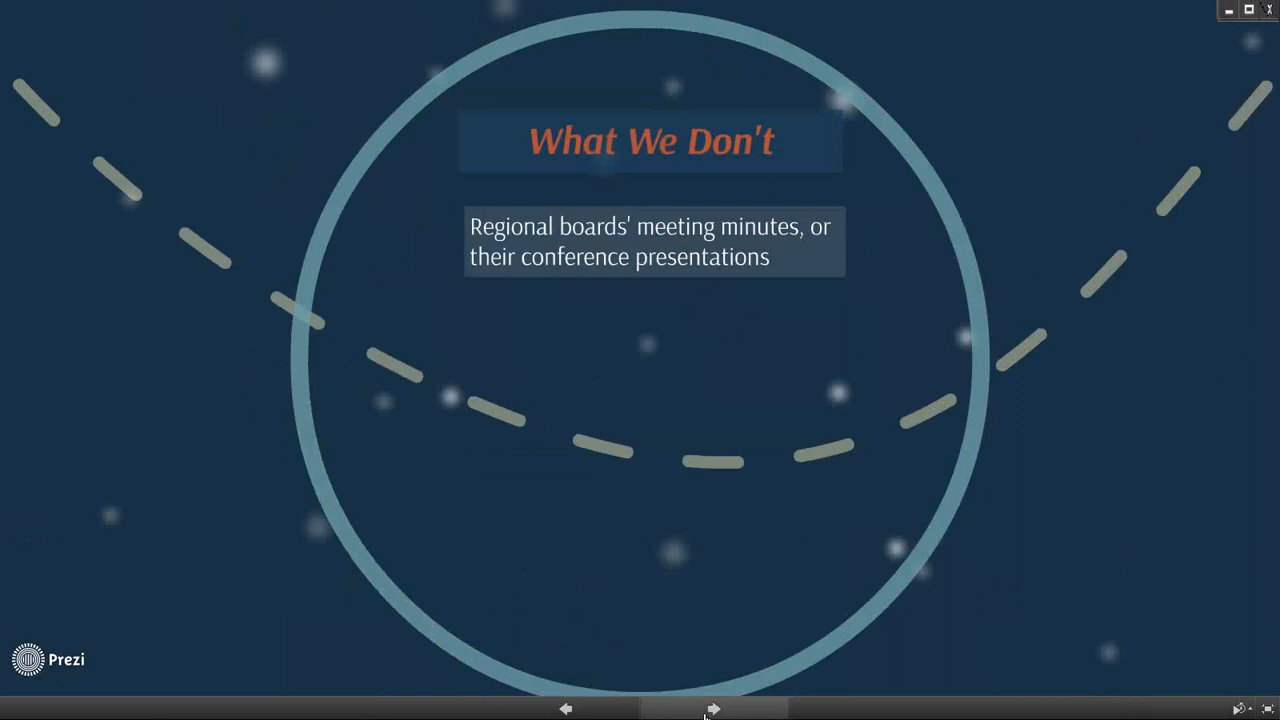 What We Don't
Regional boards' meeting minutes, or
their conference presentations
Prezi